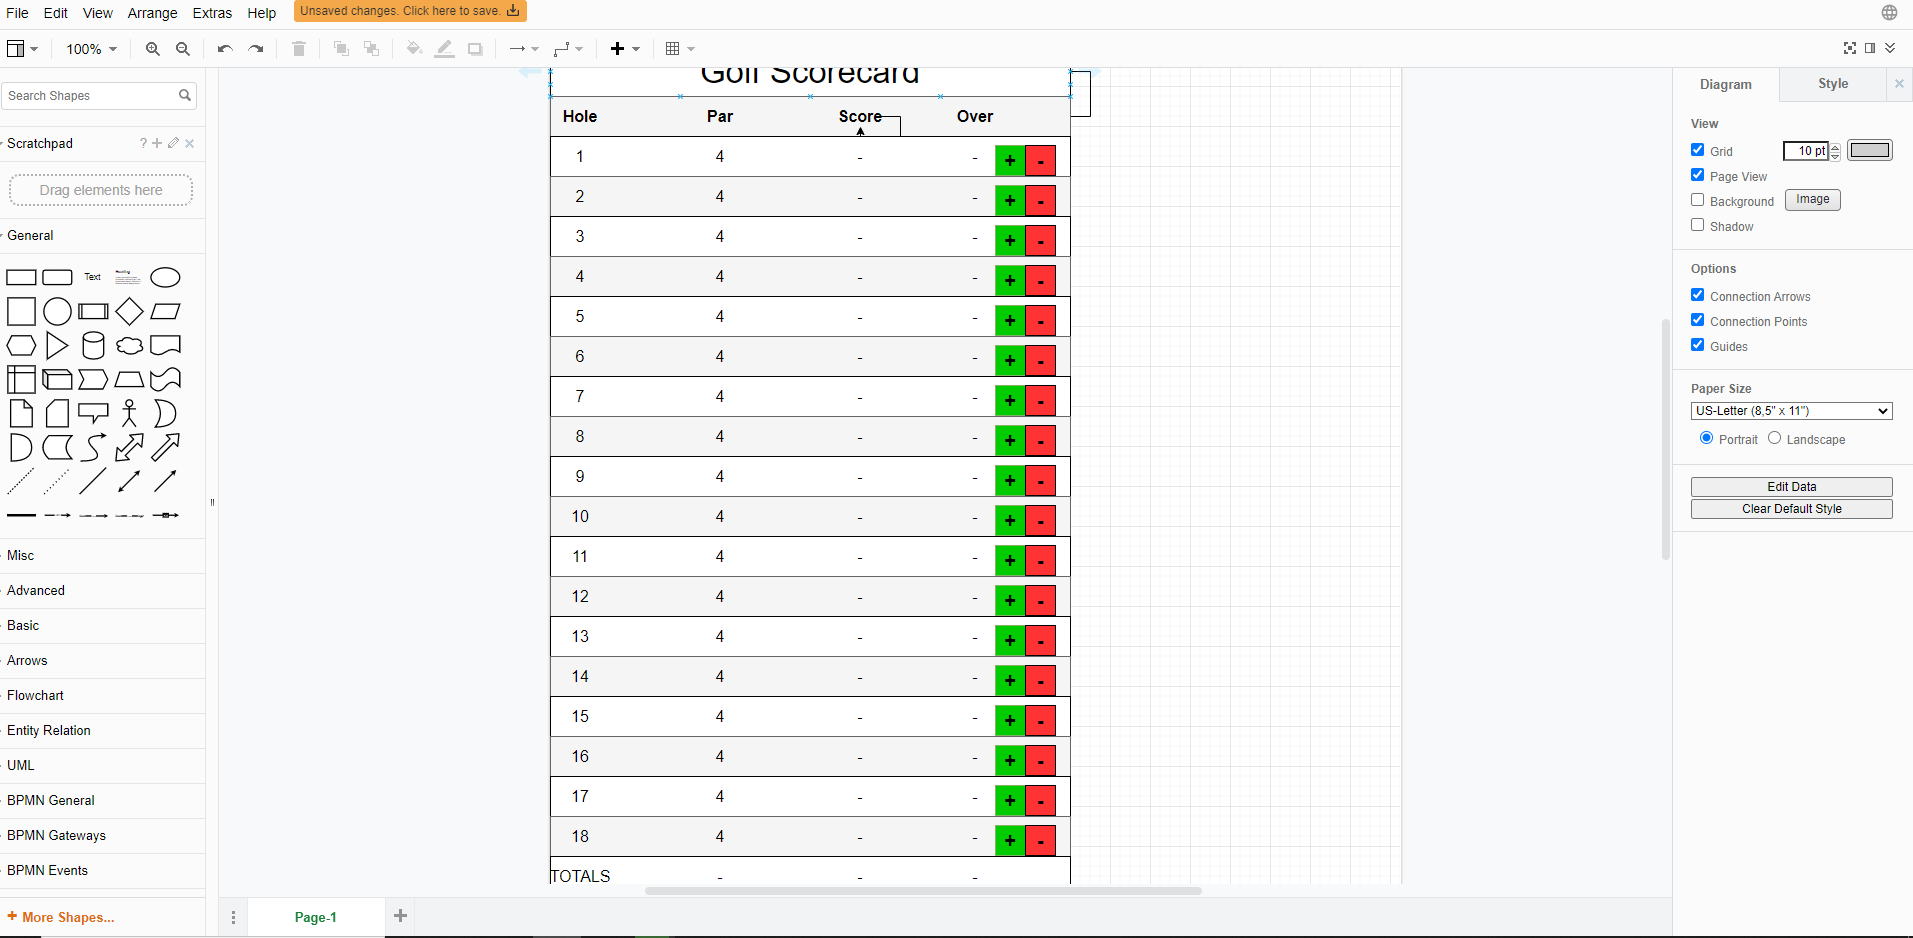 File Edit View Arrange Extras Help Unsaved changes. Click here to save.
100%
Search Shapes
Scratchpad ?
Drag elements here
General
Text
Heading
Misc
Advanced
Basic
Arrows
Flowchart
Entity Relation
UML
BPMN General
BPMN Gateways
BPMN Events
+ More Shapes...
Golf Scorecard
Hole Par Score Over
1 4 - - + -
2 4 - - + -
3 4 - - + -
4 4 - - + -
5 4 - - + -
6 4 - - + -
7 4 - - + -
8 4 - - + -
9 4 - - + -
10 4 - - + -
11 4 - - + -
12 4 - - + -
13 4 - - + -
14 4 - - + -
15 4 - - + -
16 4 - - + -
17 4 - - + -
18 4 - - + -
TOTALS - - -
Page-1
Diagram Style
View
Grid 10 pt
Page View
Background Image
Shadow
Options
Connection Arrows
Connection Points
Guides
Paper Size
US-Letter (8,5" x 11")
Portrait Landscape
Edit Data
Clear Default Style